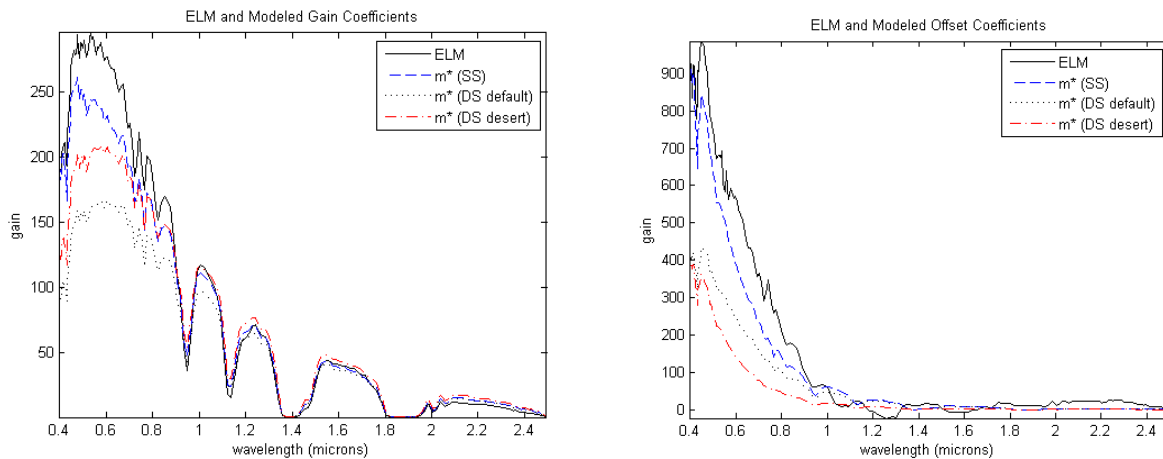 ELM and Modeled Gain Coefficients
ELM
m* (SS)
m* (DS default)
m* (DS desert)
250
200
150
100
50
gain
0.4 0.6 0.8 1 1.2 1.4 1.6 1.8 2 2.2 2.4
wavelength (microns)
ELM and Modeled Offset Coefficients
ELM
m* (SS)
m* (DS default)
m* (DS desert)
900
800
700
600
500
400
300
200
100
0
gain
0.4 0.6 0.8 1 1.2 1.4 1.6 1.8 2 2.2 2.4
wavelength (microns)